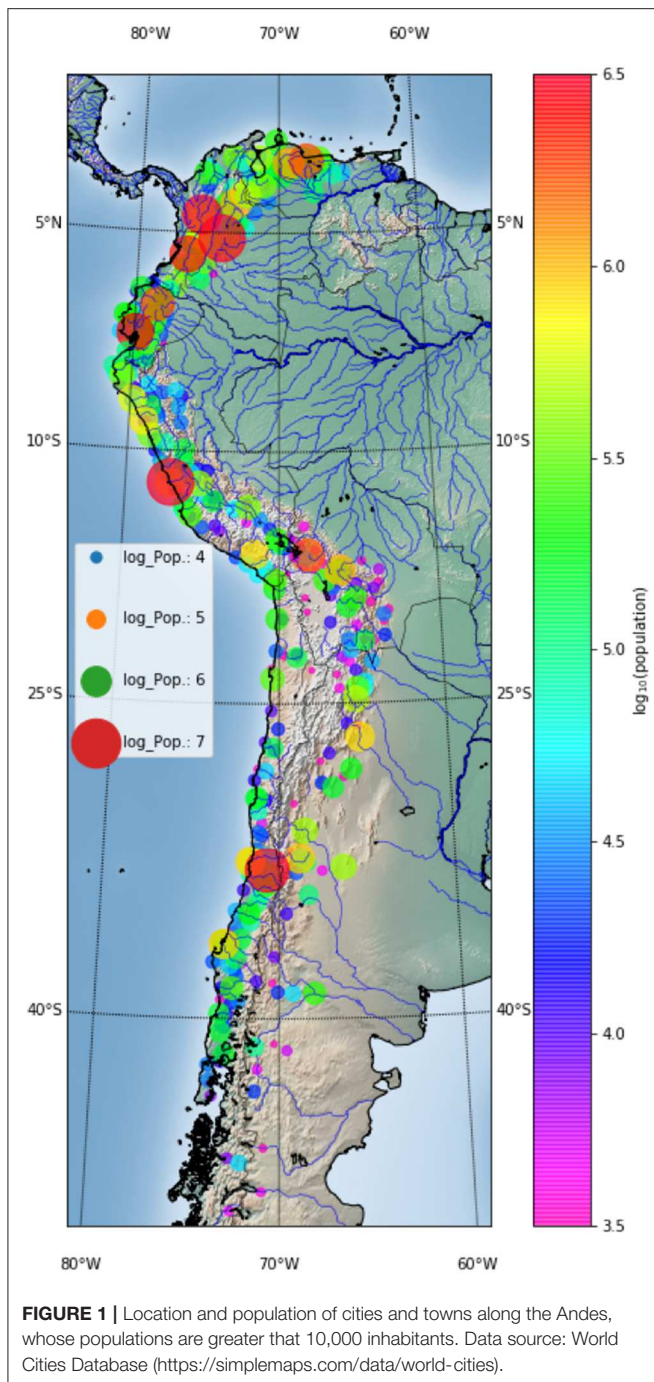 80°W 70°W 60°W
6.5
5°N 5°N
6.0
10°S 10°S
5.5
log_Pop.: 4
log_Pop.: 5
log_Pop.: 6
log_Pop.: 7
log₁₀(population)
5.0
25°S 25°S
4.5
40°S 40°S
4.0
3.5
80°W 70°W 60°W
FIGURE 1 | Location and population of cities and towns along the Andes,
whose populations are greater that 10,000 inhabitants. Data source: World
Cities Database (https://simplemaps.com/data/world-cities).